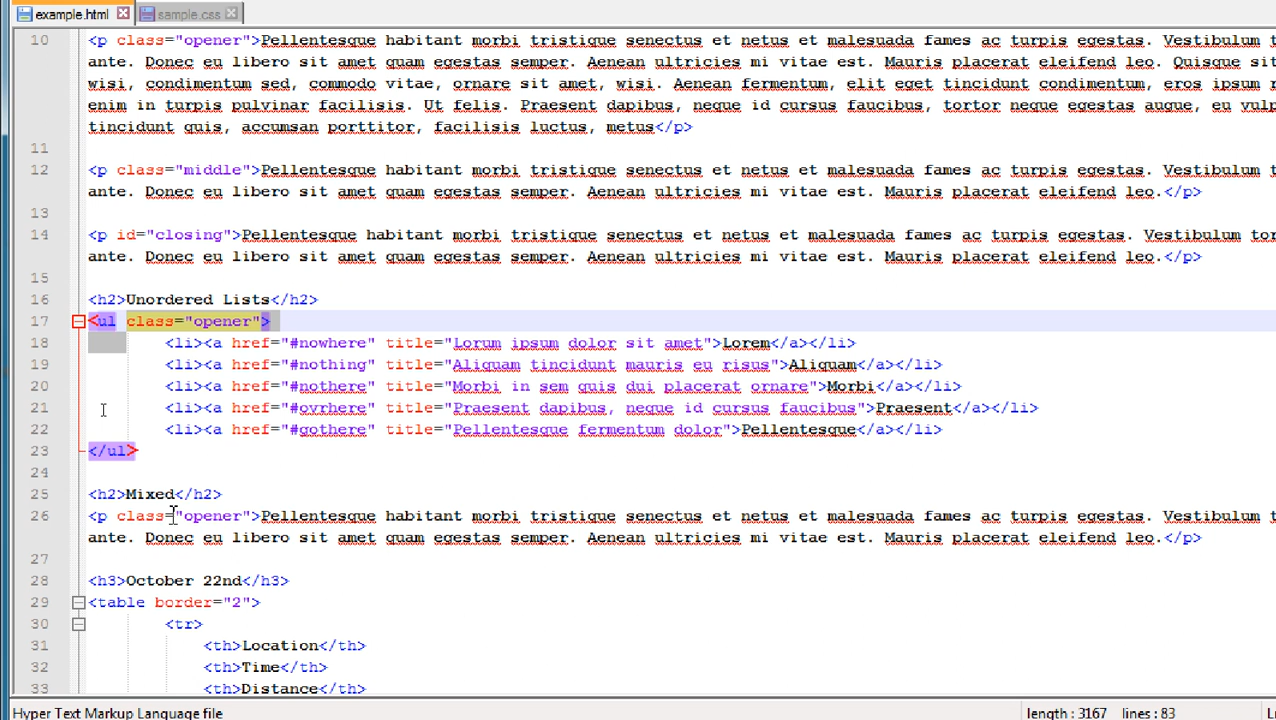 example.html sample.css
10 <p class="opener">Pellentesque habitant morbi tristique senectus et netus et malesuada fames ac turpis egestas. Vestibulum t
ante. Donec eu libero sit amet quam egestas semper. Aenean ultricies mi vitae est. Mauris placerat eleifend leo. Quisque sit
wisi, condimentum sed, commodo vitae, ornare sit amet, wisi. Aenean fermentum, elit eget tincidunt condimentum, eros ipsum r
enim in turpis pulvinar facilisis. Ut felis. Praesent dapibus, neque id cursus faucibus, tortor neque egestas augue, eu vulp
tincidunt quis, accumsan porttitor, facilisis luctus, metus</p>
11
12 <p class="middle">Pellentesque habitant morbi tristique senectus et netus et malesuada fames ac turpis egestas. Vestibulum t
ante. Donec eu libero sit amet quam egestas semper. Aenean ultricies mi vitae est. Mauris placerat eleifend leo.</p>
13
14 <p id="closing">Pellentesque habitant morbi tristique senectus et netus et malesuada fames ac turpis egestas. Vestibulum tor
ante. Donec eu libero sit amet quam egestas semper. Aenean ultricies mi vitae est. Mauris placerat eleifend leo.</p>
15
16 <h2>Unordered Lists</h2>
17 <ul class="opener">
18 <li><a href="#nowhere" title="Lorum ipsum dolor sit amet">Lorem</a></li>
19 <li><a href="#nothing" title="Aliquam tincidunt mauris eu risus">Aliquam</a></li>
20 <li><a href="#nothere" title="Morbi in sem quis dui placerat ornare">Morbi</a></li>
21 <li><a href="#ovrhere" title="Praesent dapibus, neque id cursus faucibus">Praesent</a></li>
22 <li><a href="#gothere" title="Pellentesque fermentum dolor">Pellentesque</a></li>
23 </ul>
24
25 <h2>Mixed</h2>
26 <p class="opener">Pellentesque habitant morbi tristique senectus et netus et malesuada fames ac turpis egestas. Vestibulum t
ante. Donec eu libero sit amet quam egestas semper. Aenean ultricies mi vitae est. Mauris placerat eleifend leo.</p>
27
28 <h3>October 22nd</h3>
29 <table border="2">
30 <tr>
31 <th>Location</th>
32 <th>Time</th>
33 <th>Distance</th>
Hyper Text Markup Language file length : 3167 lines : 83 L